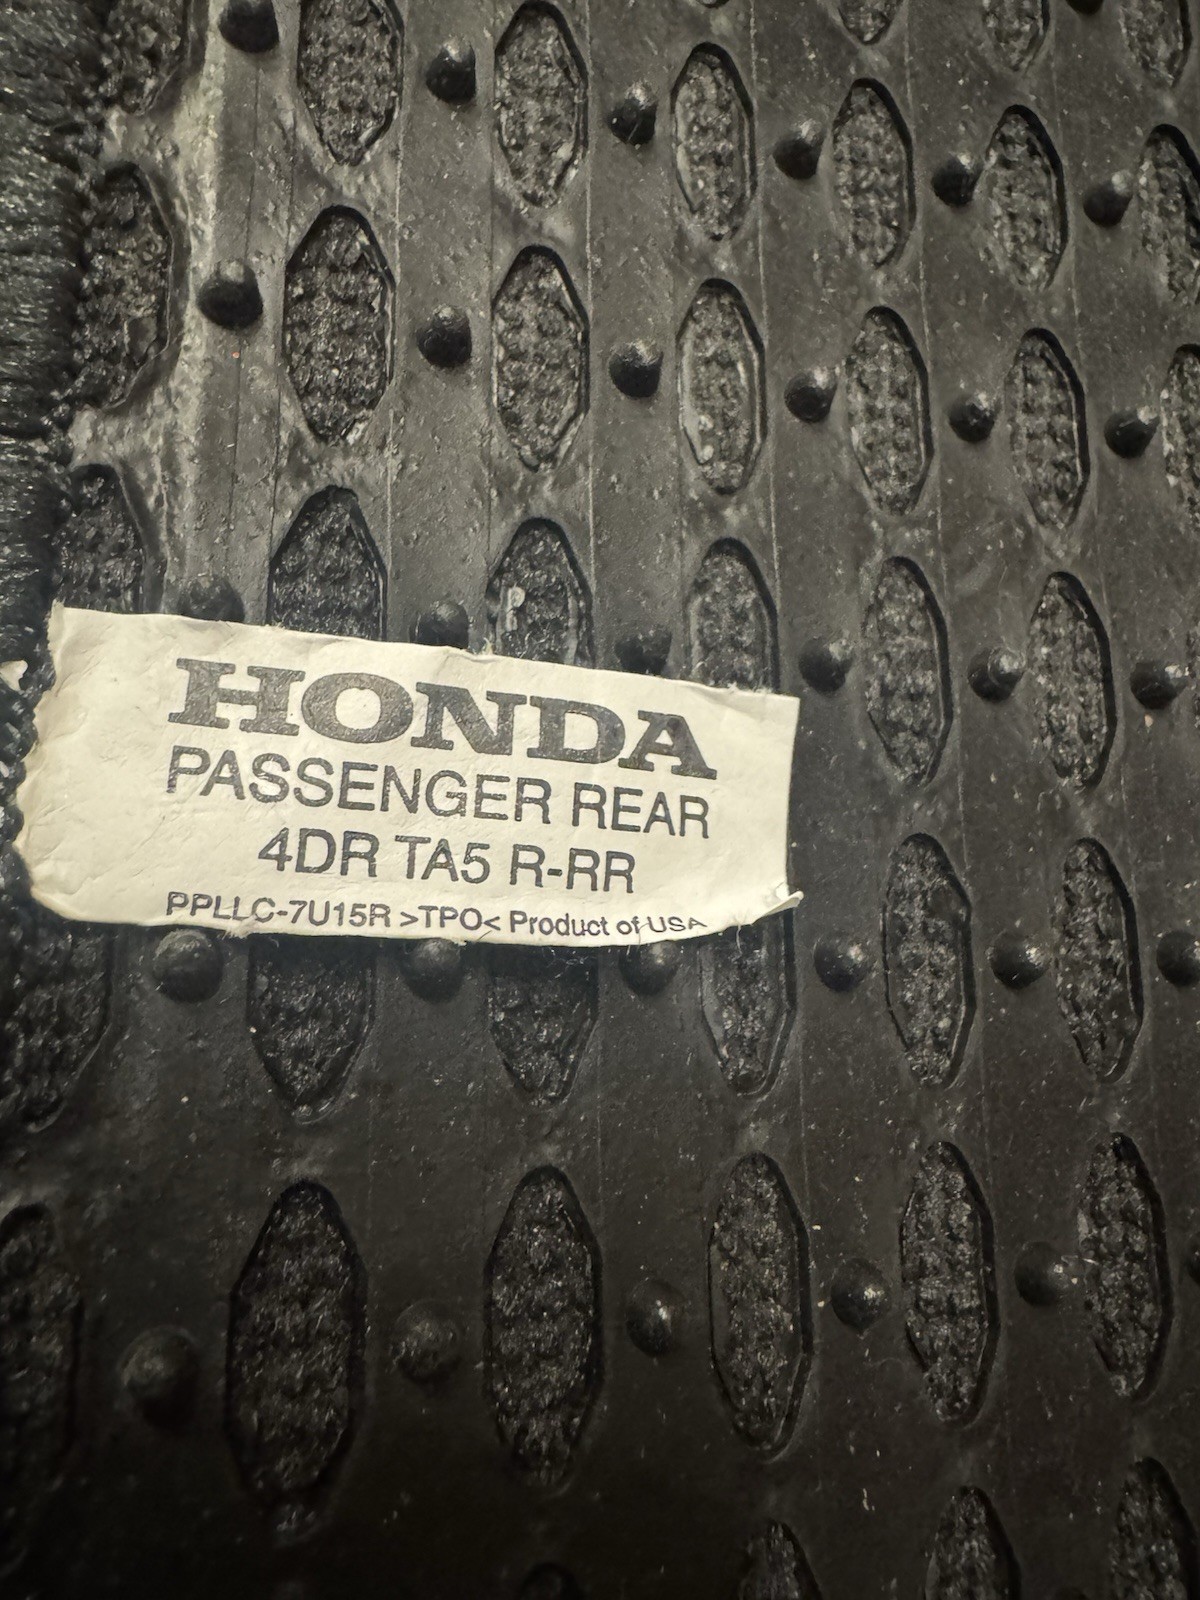 HONDA
PASSENGER REAR
4DR TA5 R-RR
PPLLC-7U15R >TPO< Product of USA